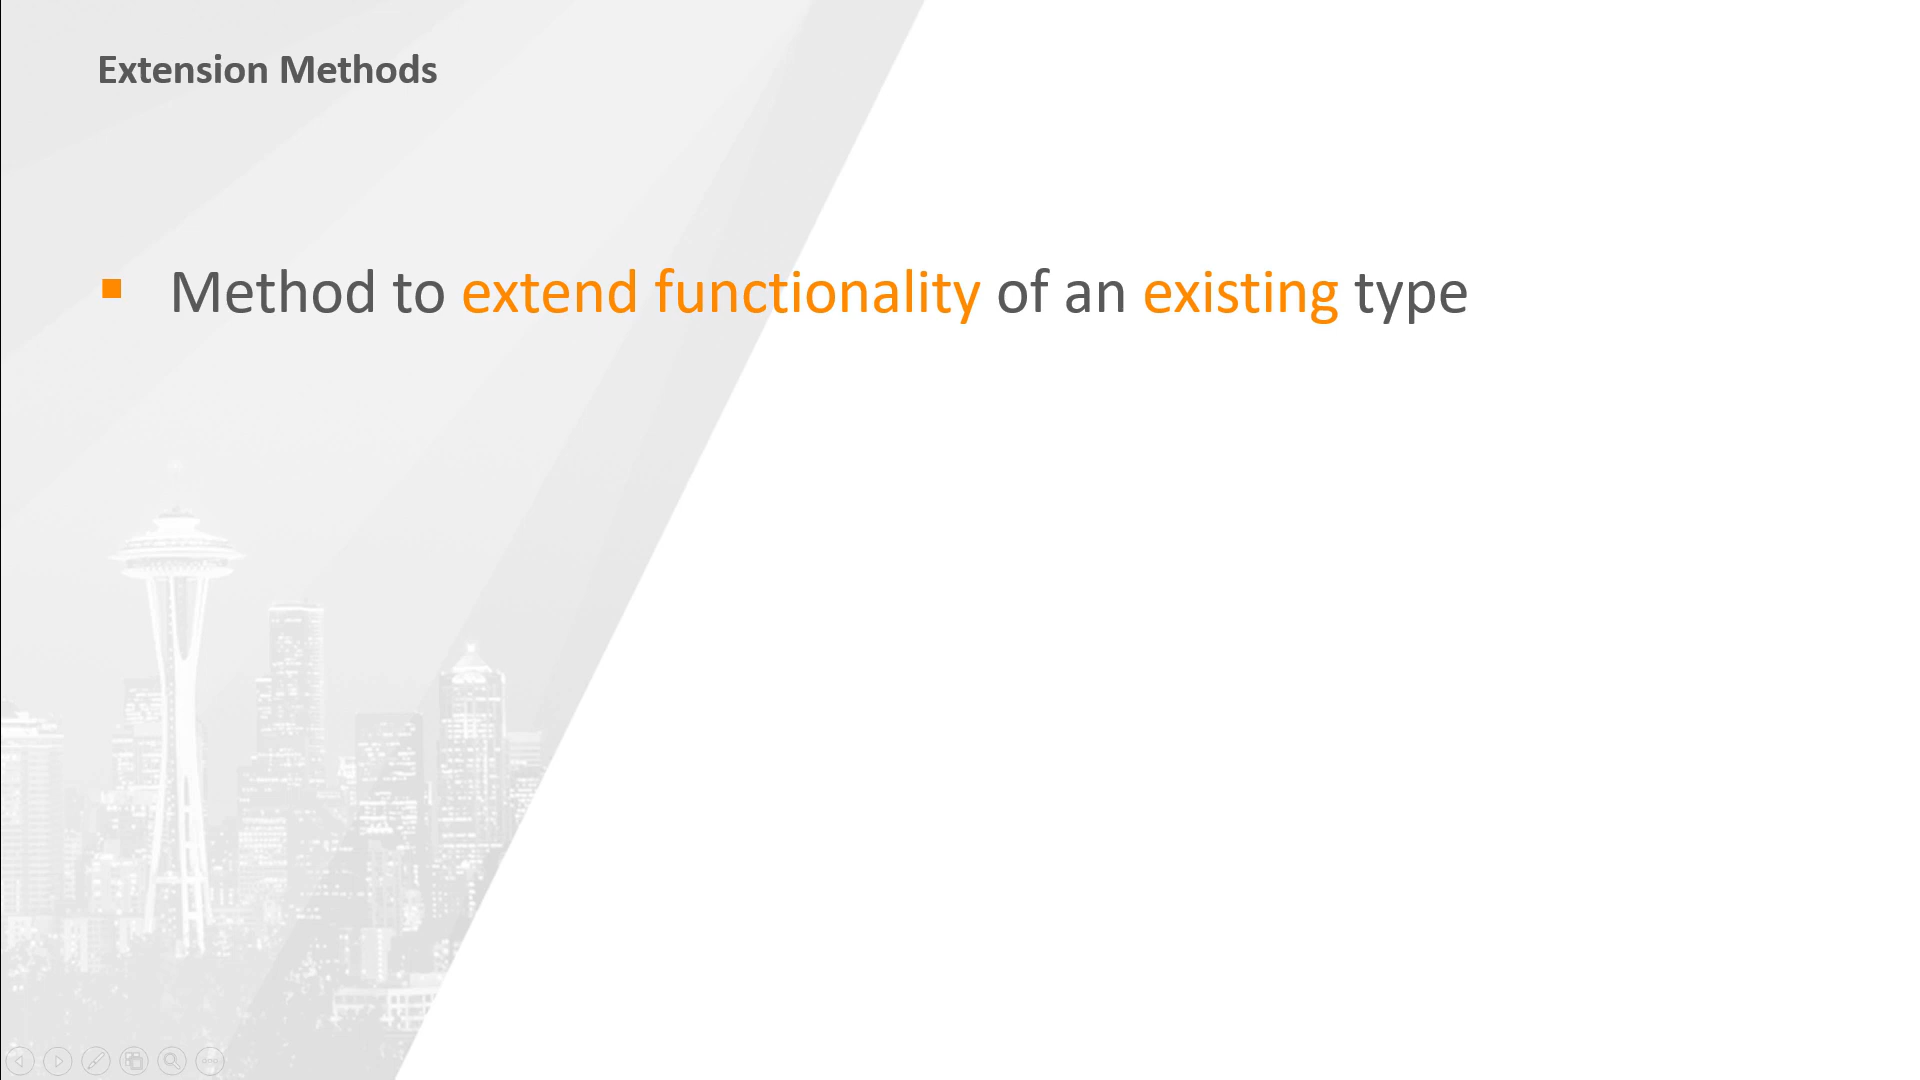 Extension Methods
Method to extend functionality of an existing type